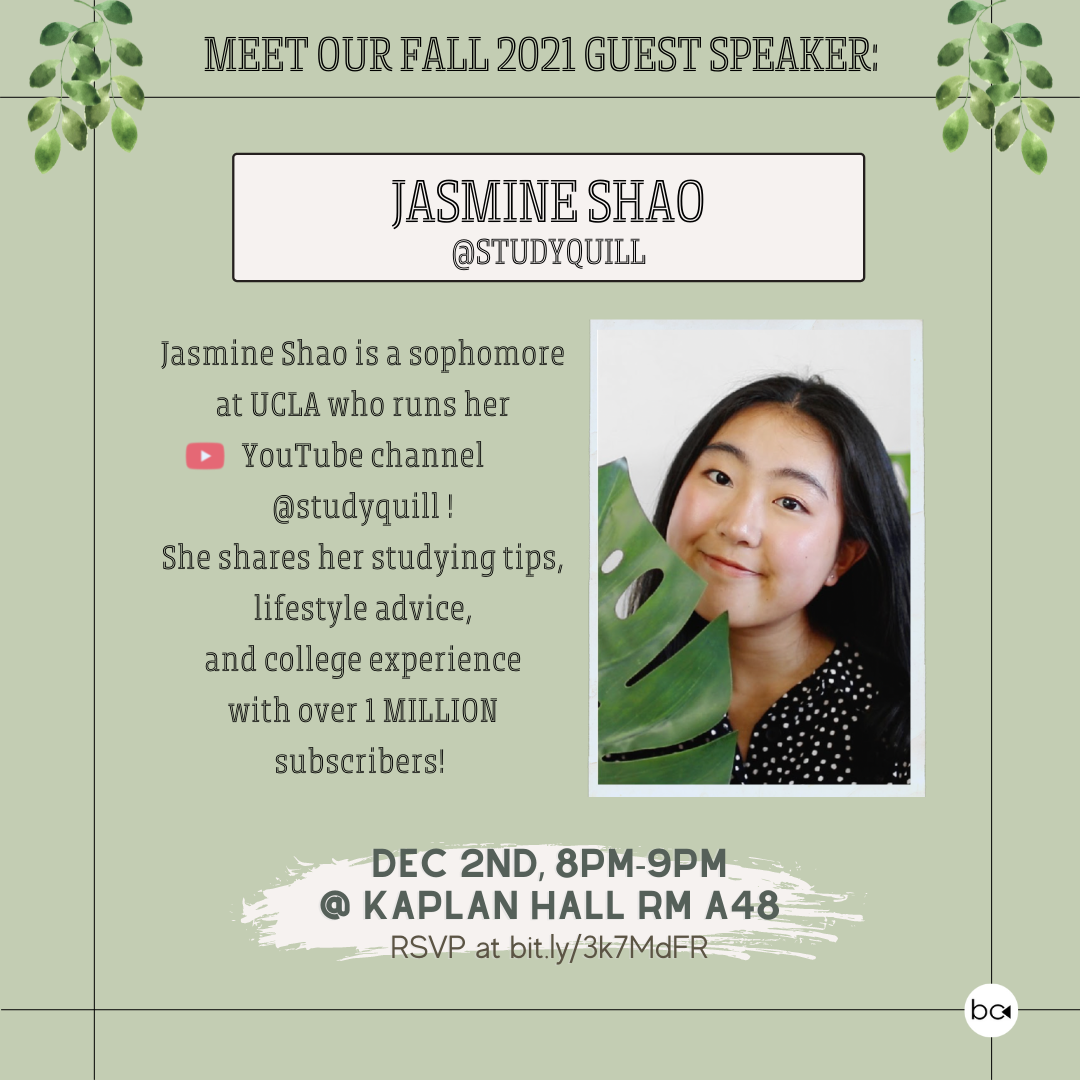 MEET OUR FALL 2021 GUEST SPEAKER:
JASMINE SHAO
@STUDYQUILL
Jasmine Shao is a sophomore
at UCLA who runs her
YouTube channel
@studyquill !
She shares her studying tips,
lifestyle advice,
and college experience
with over 1 MILLION
subscribers!
DEC 2ND, 8PM-9PM
@ KAPLAN HALL RM A48
RSVP at bit.ly/3k7MdFR
bc